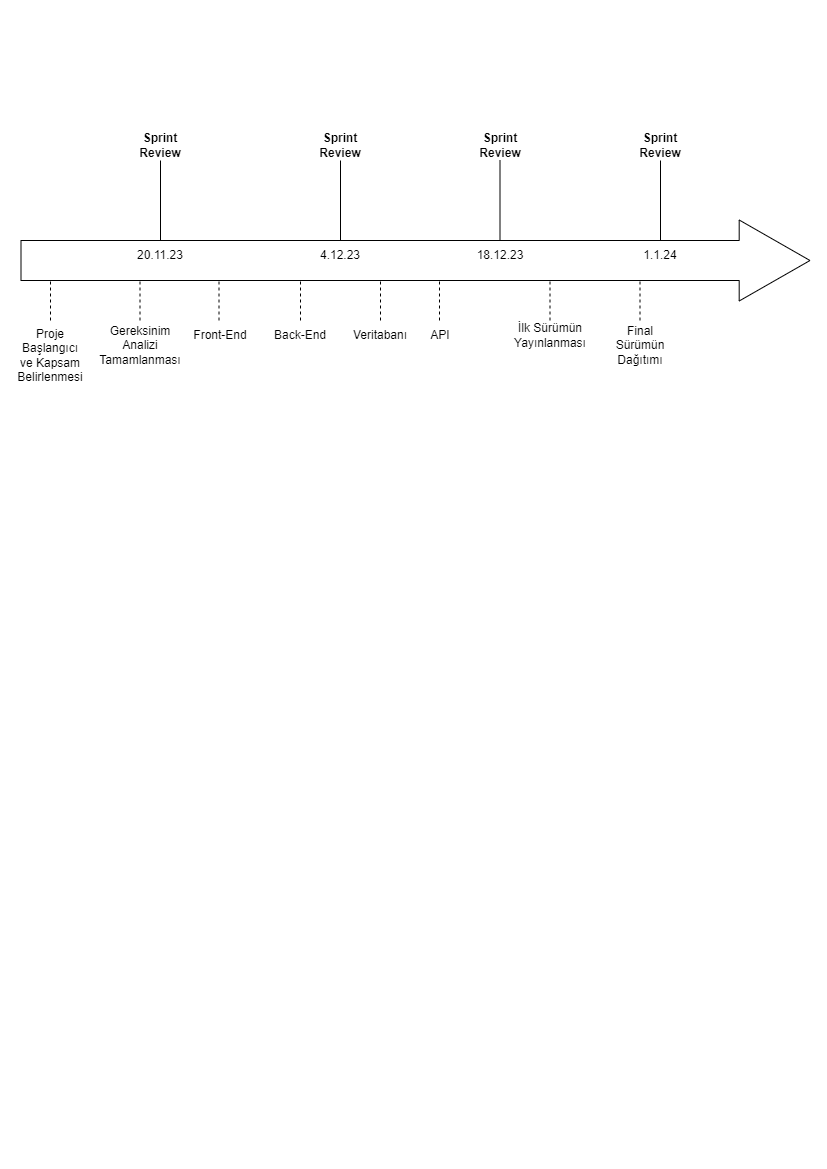 Sprint
Review
Sprint
Review
Sprint
Review
Sprint
Review
20.11.23
4.12.23
18.12.23
1.1.24
Proje
Başlangıcı
ve Kapsam
Belirlenmesi
Gereksinim
Analizi
Tamamlanması
Front-End
Back-End
Veritabanı
API
İlk Sürümün
Yayınlanması
Final
Sürümün
Dağıtımı